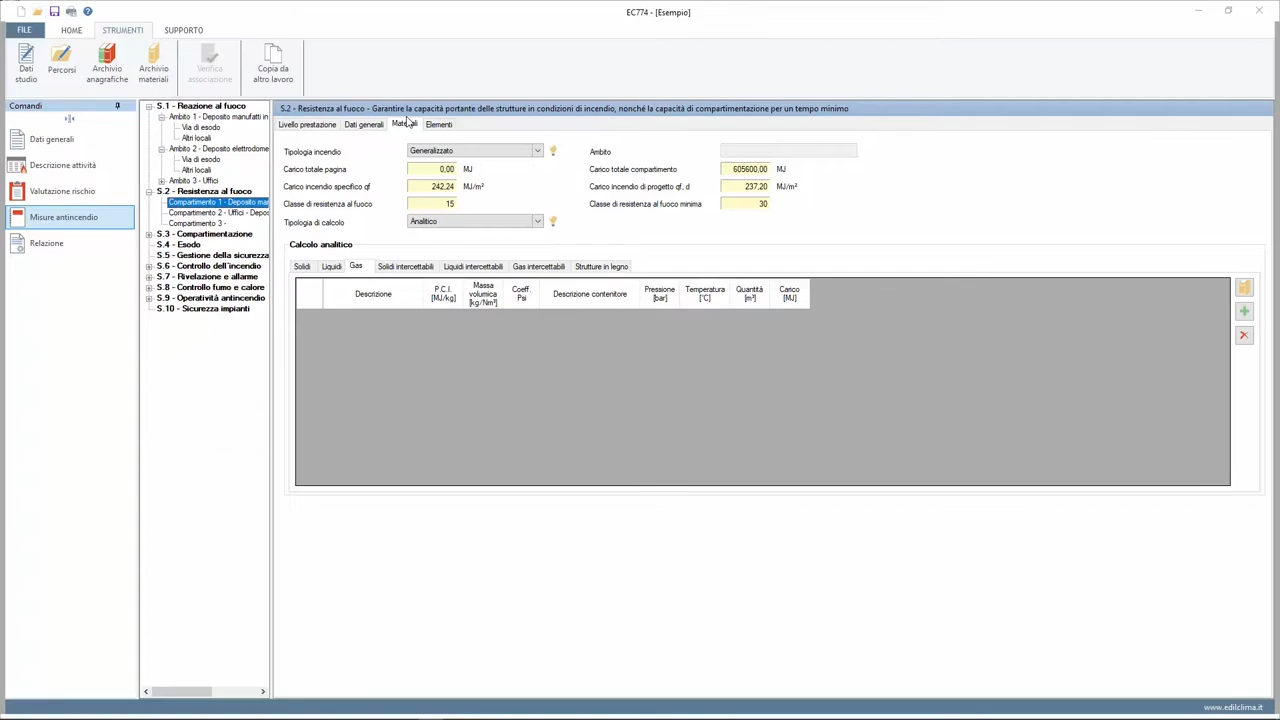 EC774 - [Esempio]
FILE HOME STRUMENTI SUPPORTO
Dati studio
Percorsi
Archivio anagrafiche
Archivio materiali
Verifica associazione
Copia da altro lavoro
Comandi
Dati generali
Descrizione attività
Valutazione rischio
Misure antincendio
Relazione
S.1 - Reazione al fuoco
Ambito 1 - Deposito manufatti in
Via di esodo
Altri locali
Ambito 2 - Deposito elettrodome
Via di esodo
Altri locali
Ambito 3 - Uffici
S.2 - Resistenza al fuoco
Compartimento 1 - Deposito mar
Compartimento 2 - Uffici - Depos
Compartimento 3 -
S.3 - Compartimentazione
S.4 - Esodo
S.5 - Gestione della sicurezza
S.6 - Controllo dell'incendio
S.7 - Rivelazione e allarme
S.8 - Controllo fumo e calore
S.9 - Operatività antincendio
S.10 - Sicurezza impianti
S.2 - Resistenza al fuoco - Garantire la capacità portante delle strutture in condizioni di incendio, nonché la capacità di compartimentazione per un tempo minimo
Livello prestazione Dati generali Materiali Elementi
Tipologia incendio Generalizzato Ambito
Carico totale pagina 0,00 MJ Carico totale compartimento 605600,00 MJ
Carico incendio specifico qf 242,24 MJ/m² Carico incendio di progetto qf, d 237,20 MJ/m²
Classe di resistenza al fuoco 15 Classe di resistenza al fuoco minima 30
Tipologia di calcolo Analitico
Calcolo analitico
Solidi Liquidi Gas Solidi intercettabili Liquidi intercettabili Gas intercettabili Strutture in legno
Descrizione
P.C.I. [MJ/kg]
Massa volumica [kg/Nm³]
Coeff. Psi
Descrizione contenitore
Pressione [bar]
Temperatura [°C]
Quantità [m³]
Carico [MJ]
www.edilclima.it